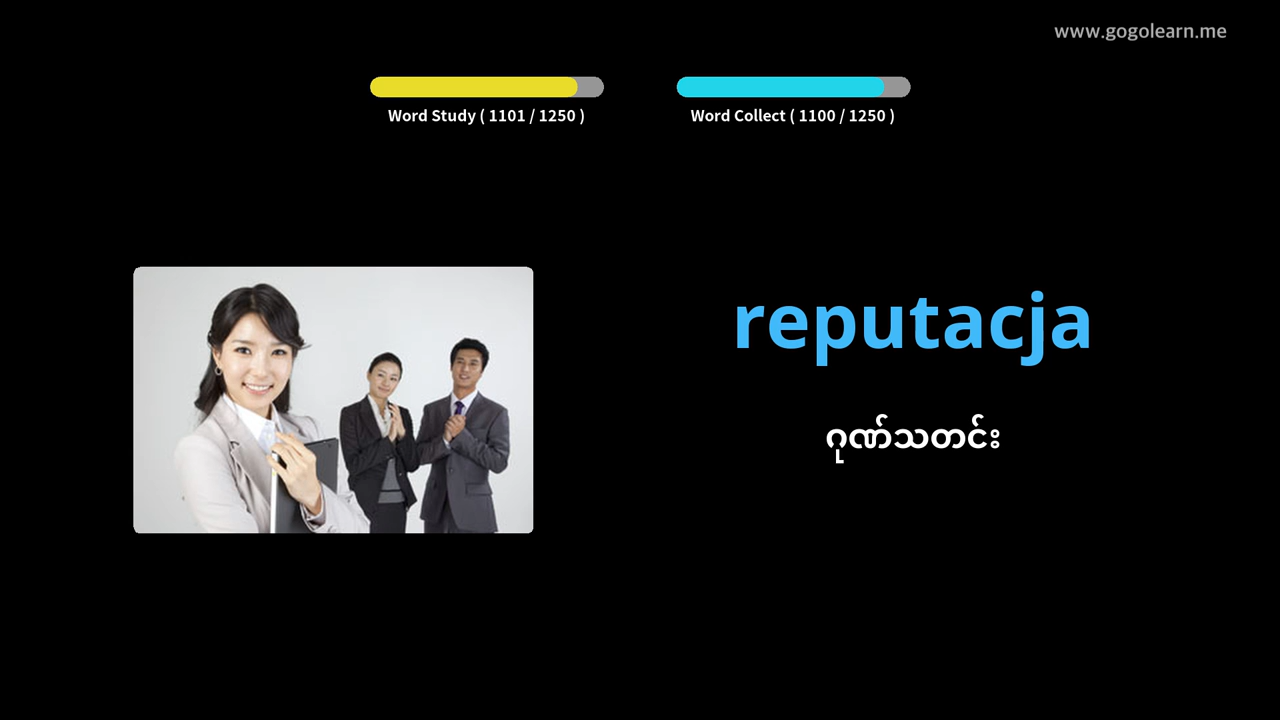 www.gogolearn.me
Word Study ( 1101 / 1250 )
Word Collect ( 1100 / 1250 )
reputacja
ဂုဏ်သတင်း